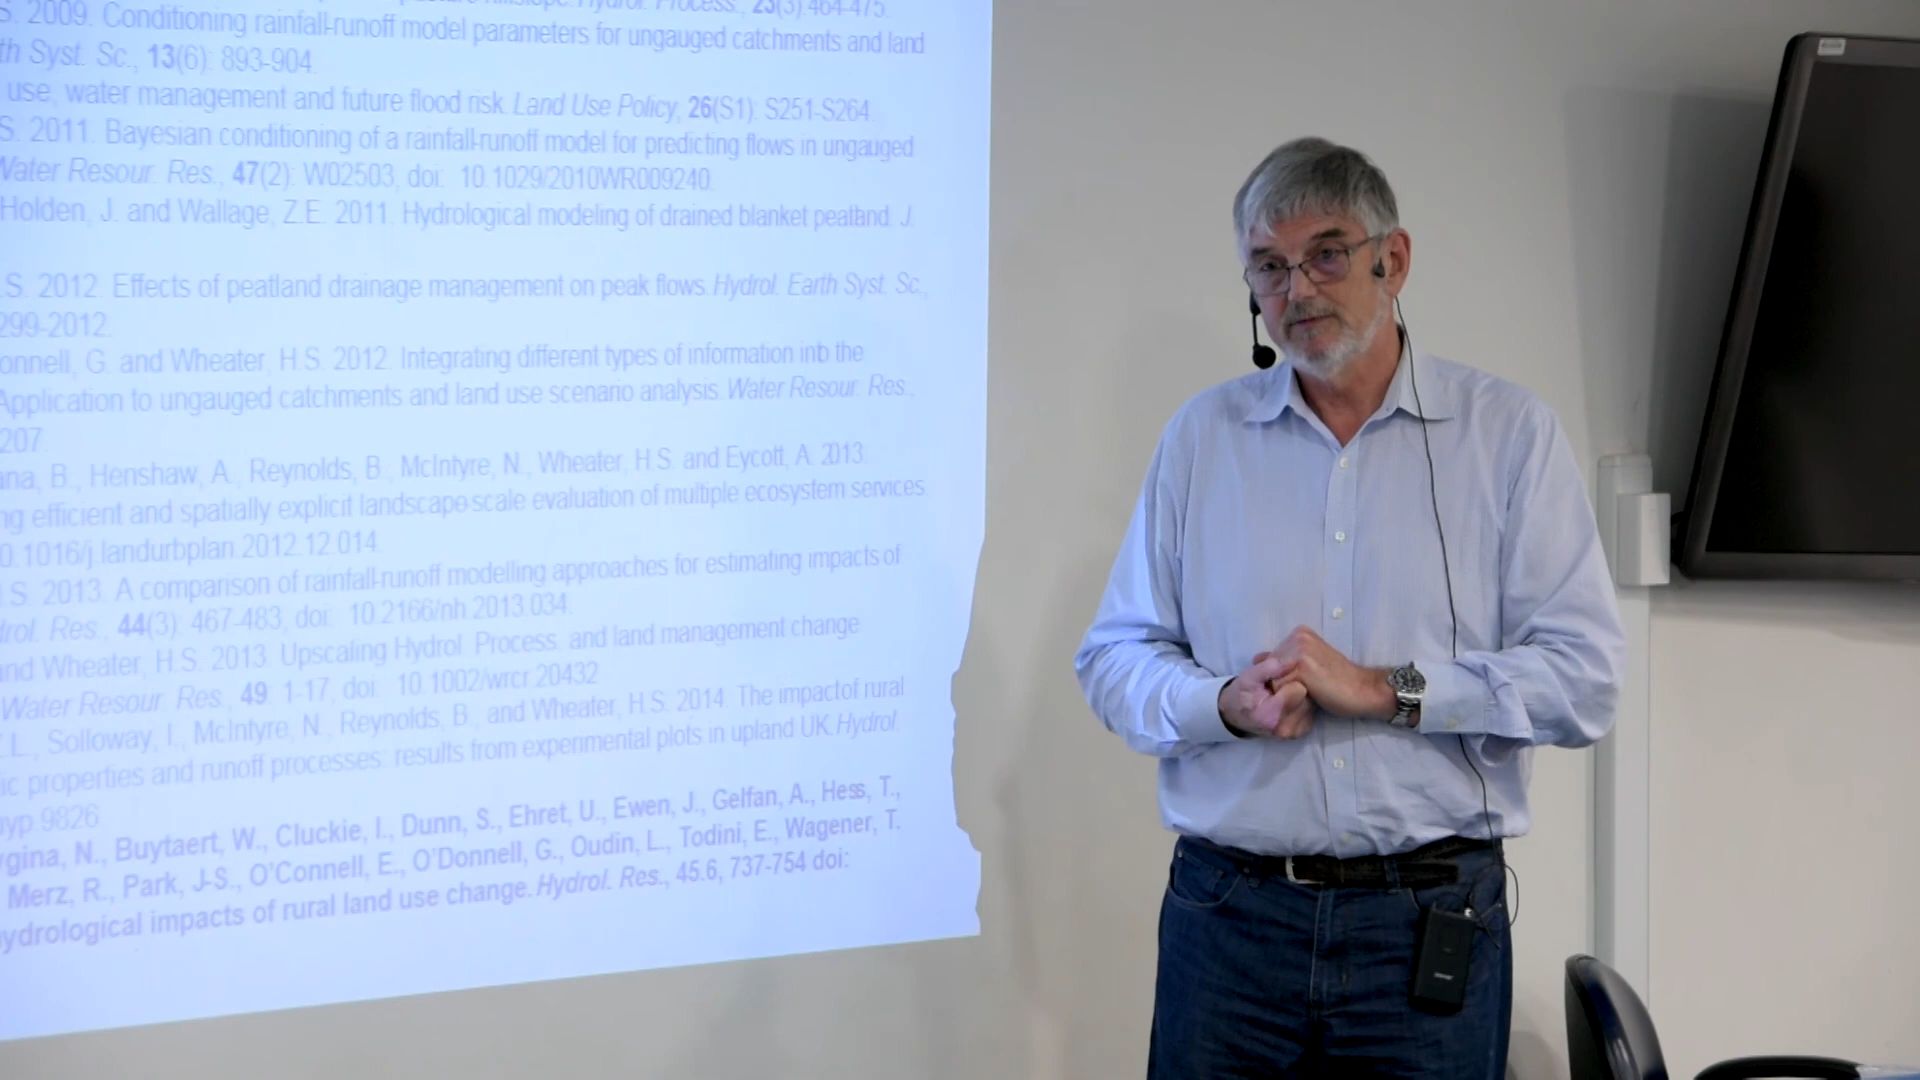 S. 2009. Conditioning rainfall-runoff model parameters for ungauged catchments and land
th Syst. Sc., 13(6): 893-904.
use, water management and future flood risk. Land Use Policy, 26(S1): S251-S264.
S. 2011. Bayesian conditioning of a rainfall-runoff model for predicting flows in ungauged
Water Resour. Res., 47(2): W02503, doi: 10.1029/2010WR009240.
Holden, J. and Wallage, Z.E. 2011. Hydrological modeling of drained blanket peatland. J.
.S. 2012. Effects of peatland drainage management on peak flows. Hydrol. Earth Syst. Sc.,
299-2012.
onnell, G. and Wheater, H.S. 2012. Integrating different types of information into the
Application to ungauged catchments and land use scenario analysis. Water Resour. Res.,
207.
ana, B., Henshaw, A., Reynolds, B., McIntyre, N., Wheater, H.S. and Eycott, A. 2013.
ng efficient and spatially explicit landscape-scale evaluation of multiple ecosystem services.
0.1016/j.landurbplan.2012.12.014.
.S. 2013. A comparison of rainfall-runoff modelling approaches for estimating impacts of
drol. Res., 44(3): 467-483, doi: 10.2166/nh.2013.034.
nd Wheater, H.S. 2013. Upscaling Hydrol. Process. and land management change
Water Resour. Res., 49: 1-17, doi: 10.1002/wrcr.20432
.L., Solloway, I., McIntyre, N., Reynolds, B., and Wheater, H.S. 2014. The impact of rural
ic properties and runoff processes: results from experimental plots in upland UK. Hydrol.
hyp.9826
ygina, N., Buytaert, W., Cluckie, I., Dunn, S., Ehret, U., Ewen, J., Gelfan, A., Hess, T.,
Merz, R., Park, J-S., O'Connell, E., O'Donnell, G., Oudin, L., Todini, E., Wagener, T.
hydrological impacts of rural land use change. Hydrol. Res., 45.6, 737-754 doi: